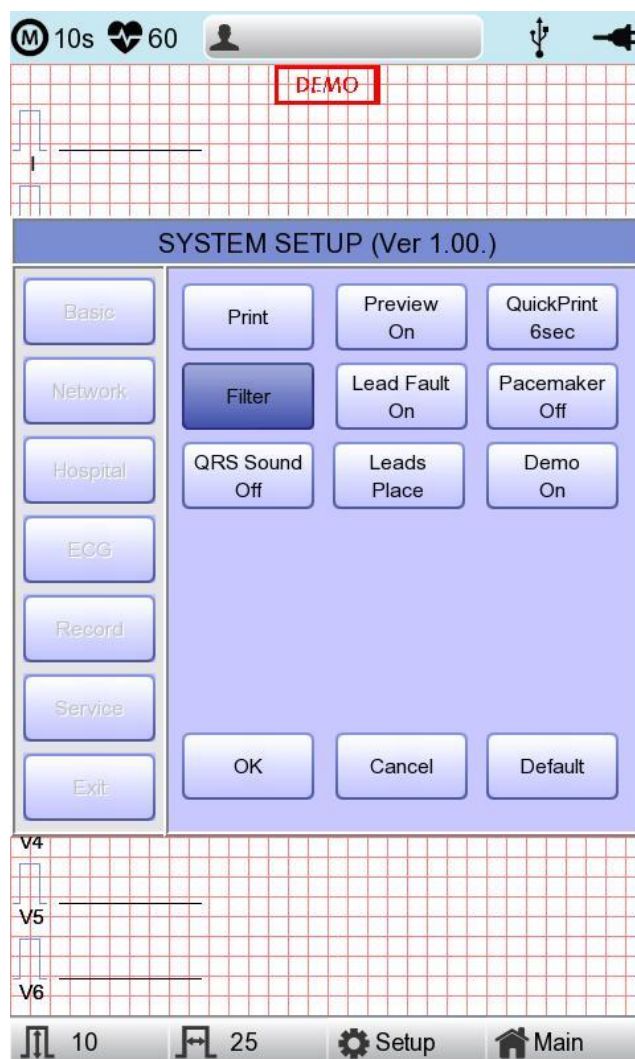 M 10s 60
DEMO
I
SYSTEM SETUP (Ver 1.00.)
Basic
Network
Hospital
ECG
Record
Service
Exit
Print
Preview
On
QuickPrint
6sec
Filter
Lead Fault
On
Pacemaker
Off
QRS Sound
Off
Leads
Place
Demo
On
OK
Cancel
Default
V4
V5
V6
10
25
Setup
Main